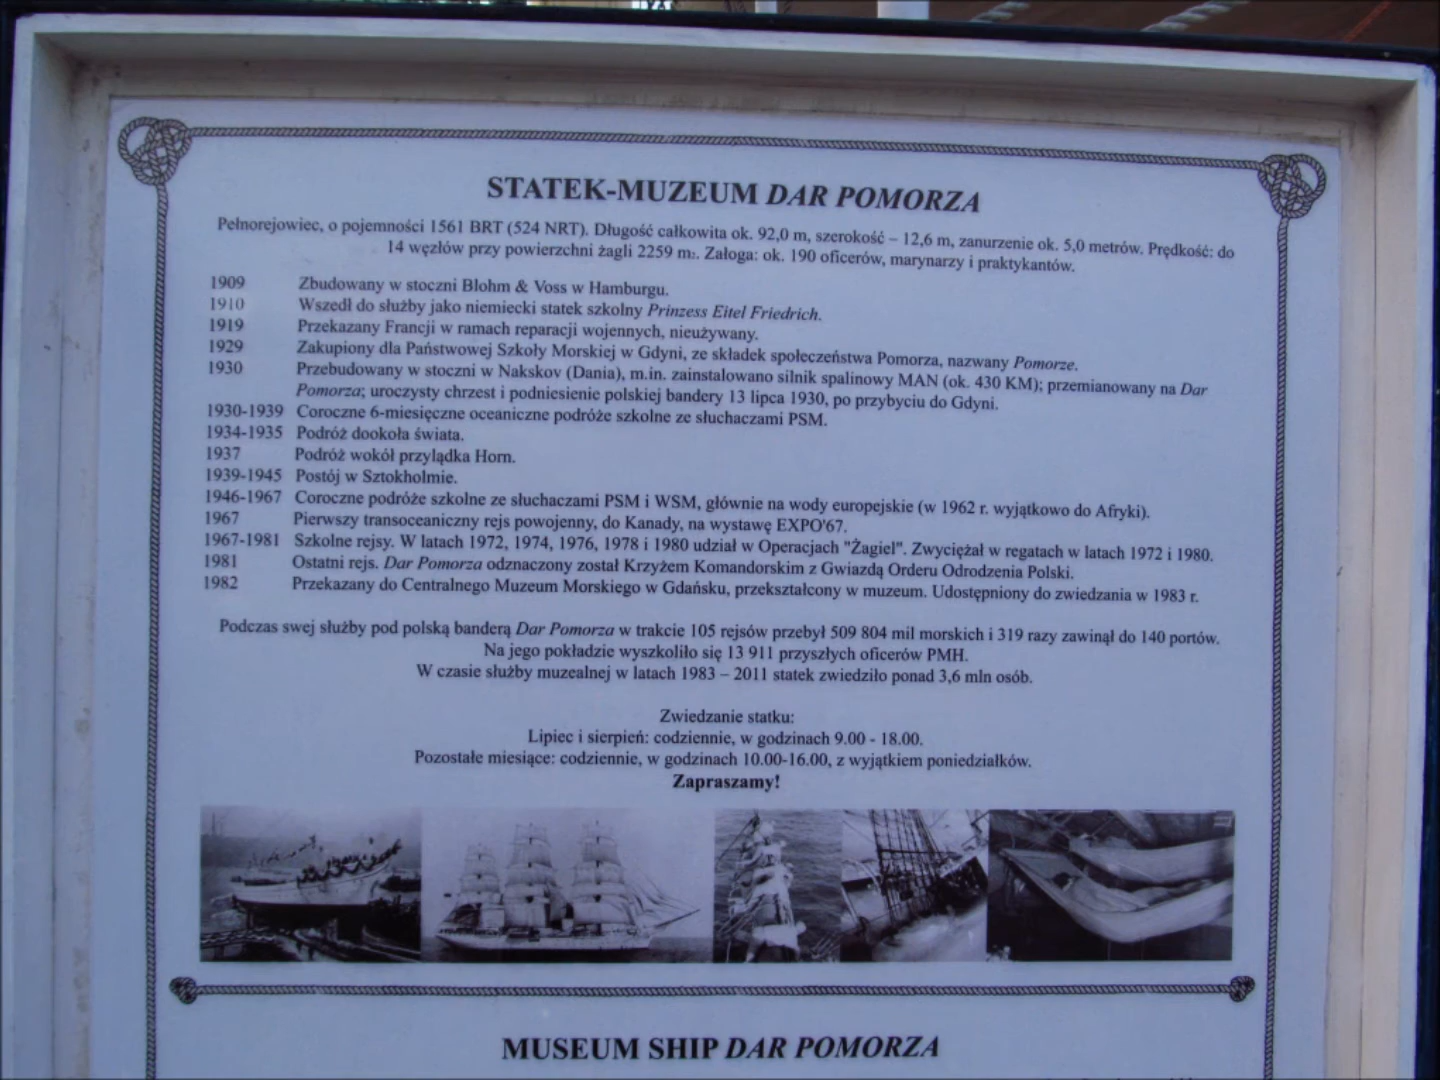 STATEK-MUZEUM DAR POMORZA
Pełnorejowiec, o pojemności 1561 BRT (524 NRT). Długość całkowita ok. 92,0 m, szerokość – 12,6 m, zanurzenie ok. 5,0 metrów. Prędkość: do
14 węzłów przy powierzchni żagli 2259 m². Załoga: ok. 190 oficerów, marynarzy i praktykantów.
1909 Zbudowany w stoczni Blohm & Voss w Hamburgu.
1910 Wszedł do służby jako niemiecki statek szkolny Prinzess Eitel Friedrich.
1919 Przekazany Francji w ramach reparacji wojennych, nieużywany.
1929 Zakupiony dla Państwowej Szkoły Morskiej w Gdyni, ze składek społeczeństwa Pomorza, nazwany Pomorze.
1930 Przebudowany w stoczni w Nakskov (Dania), m.in. zainstalowano silnik spalinowy MAN (ok. 430 KM); przemianowany na Dar
Pomorza; uroczysty chrzest i podniesienie polskiej bandery 13 lipca 1930, po przybyciu do Gdyni.
1930-1939 Coroczne 6-miesięczne oceaniczne podróże szkolne ze słuchaczami PSM.
1934-1935 Podróż dookoła świata.
1937 Podróż wokół przylądka Horn.
1939-1945 Postój w Sztokholmie.
1946-1967 Coroczne podróże szkolne ze słuchaczami PSM i WSM, głównie na wody europejskie (w 1962 r. wyjątkowo do Afryki).
1967 Pierwszy transoceaniczny rejs powojenny, do Kanady, na wystawę EXPO'67.
1967-1981 Szkolne rejsy. W latach 1972, 1974, 1976, 1978 i 1980 udział w Operacjach "Żagiel". Zwyciężał w regatach w latach 1972 i 1980.
1981 Ostatni rejs. Dar Pomorza odznaczony został Krzyżem Komandorskim z Gwiazdą Orderu Odrodzenia Polski.
1982 Przekazany do Centralnego Muzeum Morskiego w Gdańsku, przekształcony w muzeum. Udostępniony do zwiedzania w 1983 r.
Podczas swej służby pod polską banderą Dar Pomorza w trakcie 105 rejsów przebył 509 804 mil morskich i 319 razy zawinął do 140 portów.
Na jego pokładzie wyszkoliło się 13 911 przyszłych oficerów PMH.
W czasie służby muzealnej w latach 1983 – 2011 statek zwiedziło ponad 3,6 mln osób.
Zwiedzanie statku:
Lipiec i sierpień: codziennie, w godzinach 9.00 - 18.00.
Pozostałe miesiące: codziennie, w godzinach 10.00-16.00, z wyjątkiem poniedziałków.
Zapraszamy!
MUSEUM SHIP DAR POMORZA